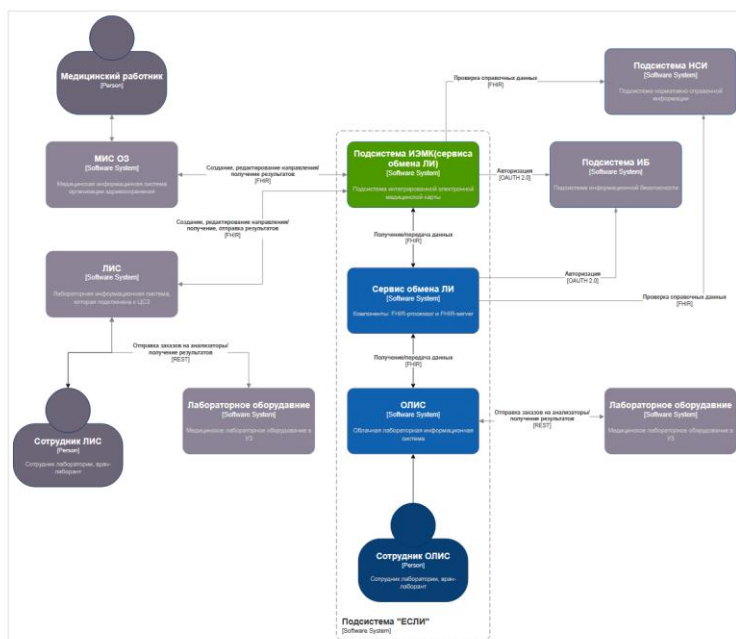 Медицинский работник
[Person]
МИС ОЗ
[Software System]
Медицинская информационная система
организации здравоохранения
Создание, редактирование направления/
получение результатов
[FHIR]
Подсистема ИЭМК(сервиса
обмена ЛИ)
[Software System]
Подсистема интегрированной электронной
медицинской карты
Проверка справочных данных
[FHIR]
Подсистема НСИ
[Software System]
Подсистема нормативно справочной
информации
Авторизация
[OAUTH 2.0]
Подсистема ИБ
[Software System]
Подсистема информационной безопасности
Создание, редактирование направления/
получение, отправка результатов
[FHIR]
Получение/передача данных
[FHIR]
ЛИС
[Software System]
Лабораторная информационная система,
которая подключена к ЦСЗ
Сервис обмена ЛИ
[Software System]
Компоненты: FHIR-processor и FHIR-server
Авторизация
[OAUTH 2.0]
Проверка справочных данных
[FHIR]
Отправка заказов на анализаторы/
получение результатов
[REST]
Получение/передача данных
[FHIR]
Сотрудник ЛИС
[Person]
Сотрудник лаборатории, врач-
лаборант
Лабораторное оборудавние
[Software System]
Медицинское лабораторное оборудование в
УЗ
ОЛИС
[Software System]
Облачная лабораторная информационная
система
Отправка заказов на анализаторы/
получение результатов
[REST]
Лабораторное оборудавние
[Software System]
Медицинское лабораторное оборудование в
УЗ
Сотрудник ОЛИС
[Person]
Сотрудник лаборатории, врач-
лаборант
Подсистема "ЕСЛИ"
[Software System]